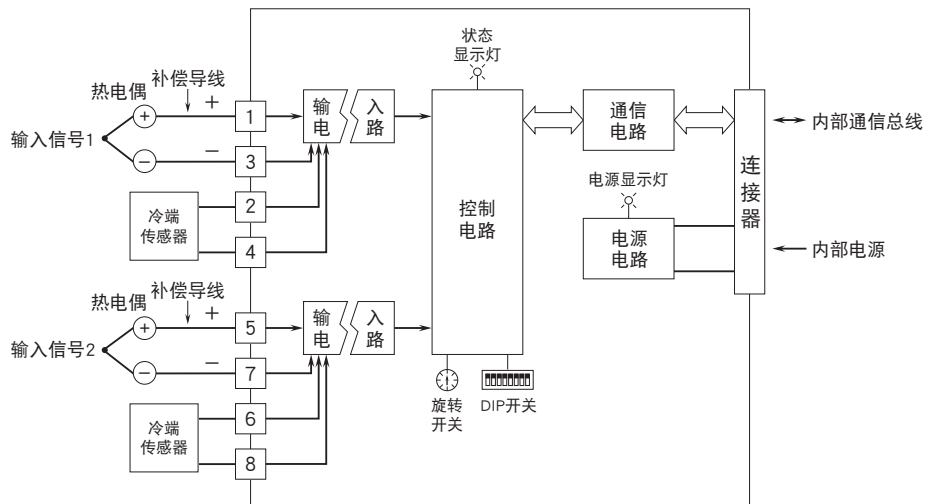 状态
显示灯
热电偶
补偿导线
+
+
1
输 入
电 路
通信
电路
内部通信总线
输入信号1
−
−
3
连接器
冷端
传感器
2
4
控制
电路
电源显示灯
电源
电路
内部电源
热电偶
补偿导线
+
+
5
输 入
电 路
输入信号2
−
−
7
冷端
传感器
6
8
旋转
开关
DIP开关